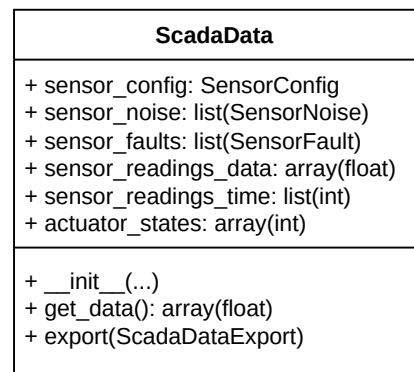 ScadaData
+ sensor_config: SensorConfig
+ sensor_noise: list(SensorNoise)
+ sensor_faults: list(SensorFault)
+ sensor_readings_data: array(float)
+ sensor_readings_time: list(int)
+ actuator_states: array(int)
+ __init__(...)
+ get_data(): array(float)
+ export(ScadaDataExport)